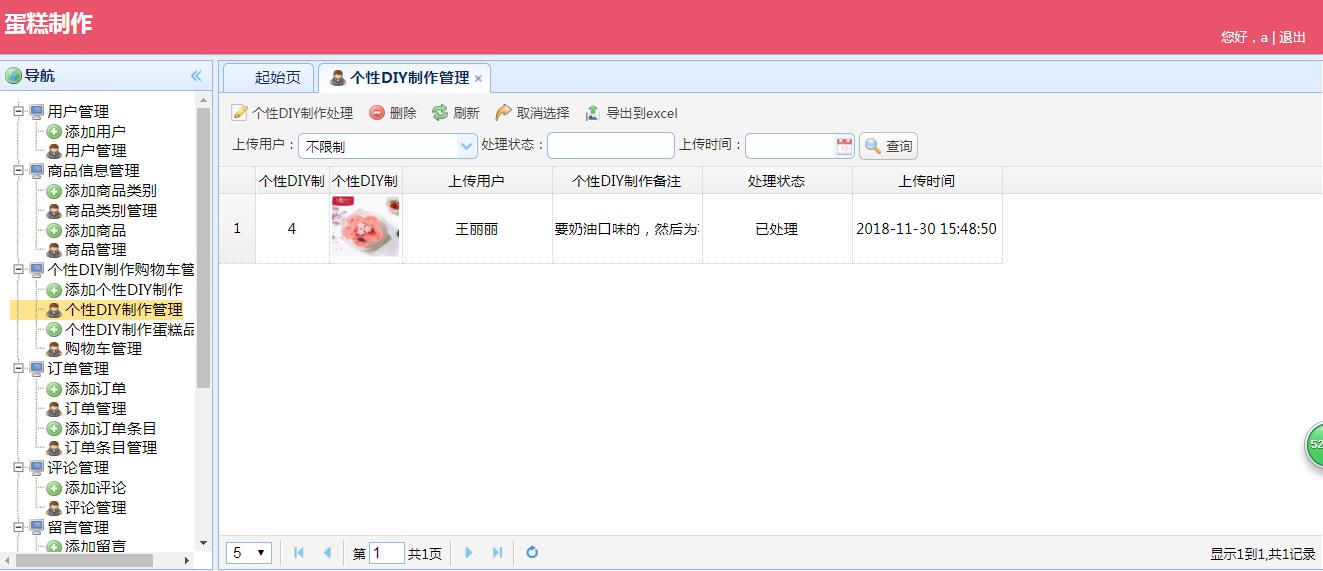 蛋糕制作
您好，a | 退出
导航
用户管理
添加用户
用户管理
商品信息管理
添加商品类别
商品类别管理
添加商品
商品管理
个性DIY制作购物车管
添加个性DIY制作
个性DIY制作管理
个性DIY制作蛋糕品
购物车管理
订单管理
添加订单
订单管理
添加订单条目
订单条目管理
评论管理
添加评论
评论管理
留言管理
添加留言
起始页 个性DIY制作管理
个性DIY制作处理 删除 刷新 取消选择 导出到excel
上传用户： 不限制 处理状态： 上传时间： 查询
个性DIY制 个性DIY制 上传用户 个性DIY制作备注 处理状态 上传时间
1 4 王丽丽 要奶油口味的，然后为 已处理 2018-11-30 15:48:50
52
5 第 1 共1页 显示1到1,共1记录